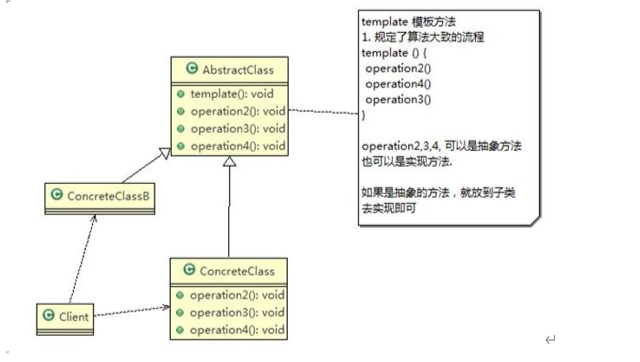 template 模板方法
1. 规定了算法大致的流程
template () {
operation2()
operation4()
operation3()
}
operation2,3,4, 可以是抽象方法
也可以是实现方法.
如果是抽象的方法，就放到子类
去实现即可
C AbstractClass
template(): void
operation2(): void
operation3(): void
operation4(): void
C ConcreteClassB
C ConcreteClass
operation2(): void
operation3(): void
operation4(): void
C Client